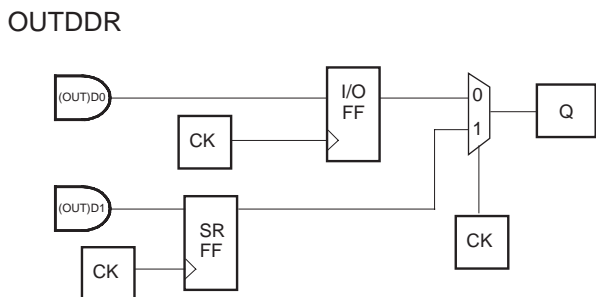 OUTDDR
(OUT)D0
I/O
FF
0
1
Q
CK
(OUT)D1
SR
FF
CK
CK